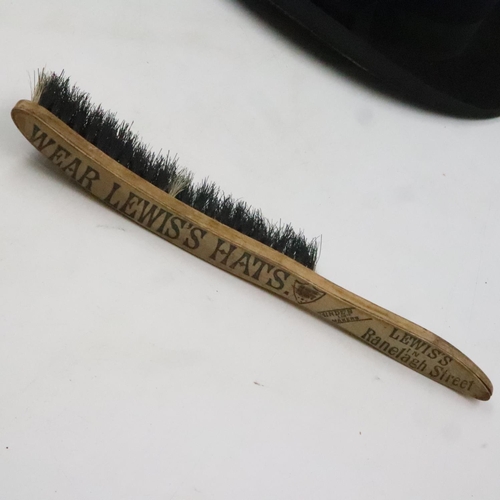 WEAR LEWIS'S HATS.
LEWIS'S
Ranelagh Street